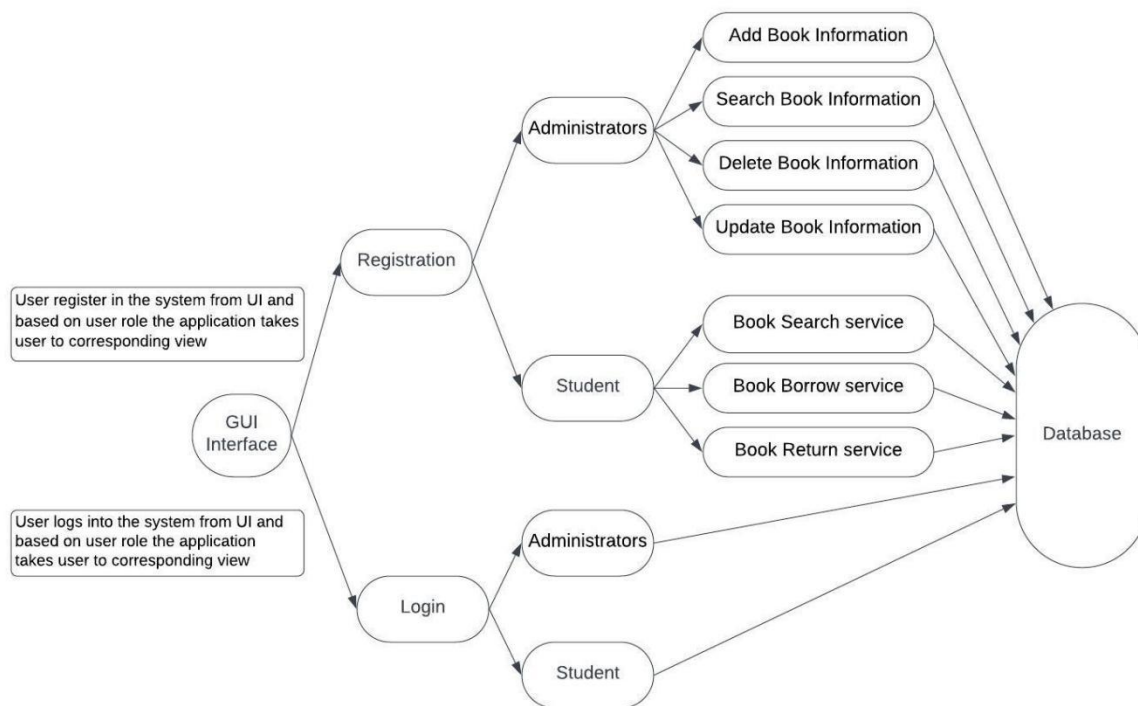 Add Book Information
Search Book Information
Administrators
Delete Book Information
Update Book Information
Registration
User register in the system from UI and
based on user role the application takes
user to corresponding view
Book Search service
Student
Book Borrow service
Book Return service
GUI
Interface
Database
User logs into the system from UI and
based on user role the application
takes user to corresponding view
Administrators
Login
Student